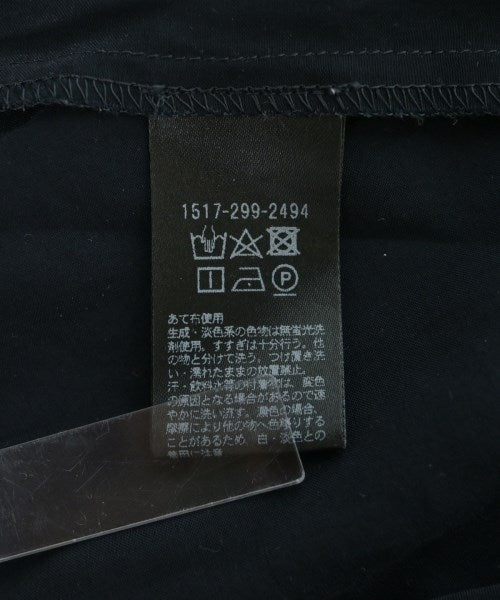 1517-299-2494
P
あて布使用
生成・淡色系の色物は無蛍光洗
剤使用。すすぎは十分行う。他
の物と分けて洗う。つけ置き洗
い・濡れたままの放置禁止。
汗・飲料水等の付着物は、変色
の原因となる場合があるので速
やかに洗い流す。濃色の場合、
摩擦により他の物へ色移りする
ことがあるため 白・淡色との
着用に注意